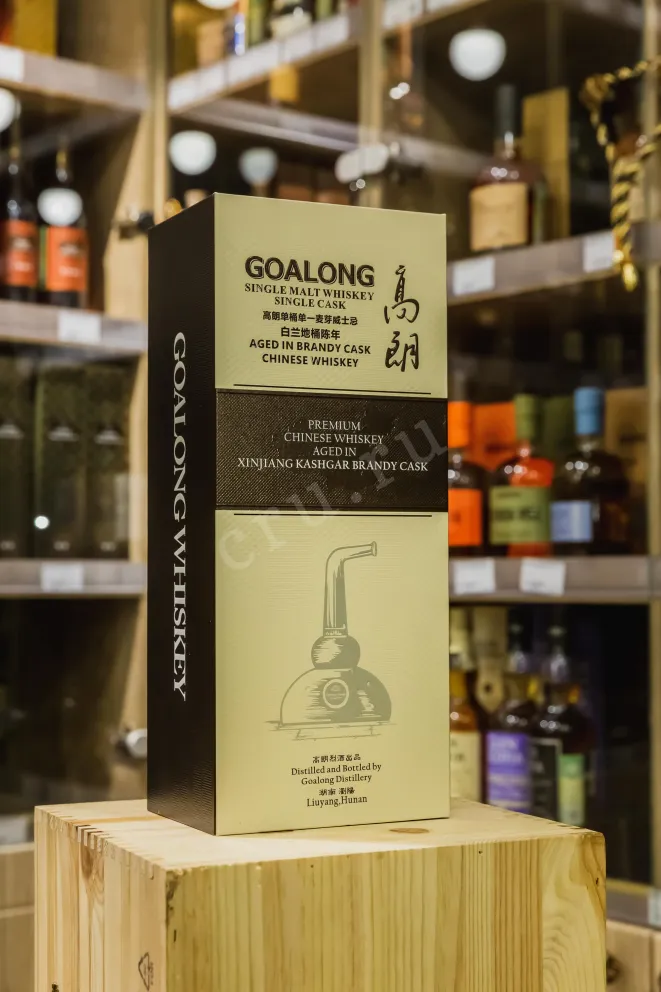 GOALONG
SINGLE MALT WHISKEY
SINGLE CASK
高朗单桶单一麦芽威士忌
白兰地桶陈年
AGED IN BRANDY CASK
CHINESE WHISKEY
高朗
PREMIUM
CHINESE WHISKEY
AGED IN
XINJIANG KASHGAR BRANDY CASK
高朗烈酒出品
Distilled and Bottled by
Goalong Distillery
湖南 浏陽
Liuyang,Hunan
GOALONG WHISKEY
cru.ru